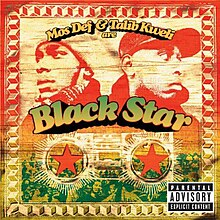 Mos Def & Talib Kweli
are
Black Star
PARENTAL
ADVISORY
EXPLICIT CONTENT